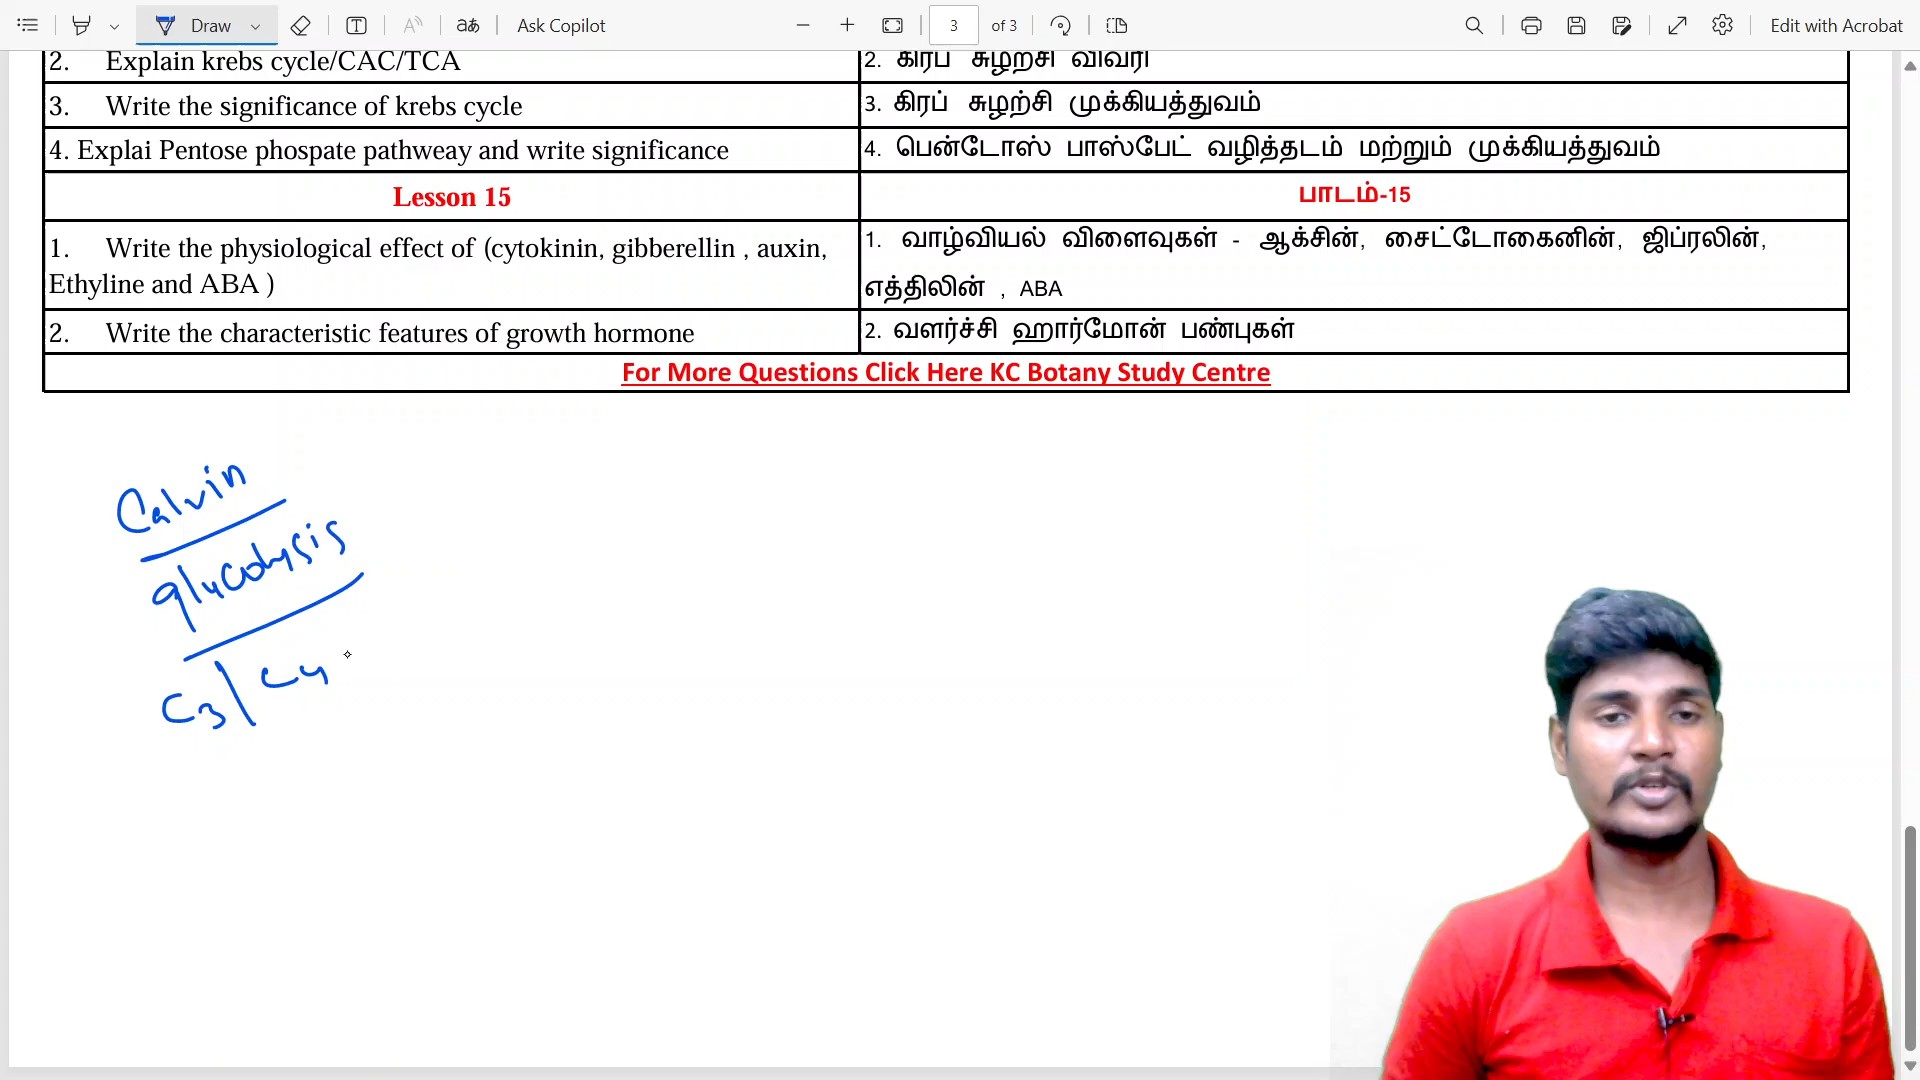 Draw
Ask Copilot
3 of 3
Edit with Acrobat
2. Explain krebs cycle/CAC/TCA
2. கிரப் சுழற்சி விவரி
3. Write the significance of krebs cycle
3. கிரப் சுழற்சி முக்கியத்துவம்
4. Explai Pentose phospate pathweay and write significance
4. பென்டோஸ் பாஸ்பேட் வழித்தடம் மற்றும் முக்கியத்துவம்
Lesson 15
பாடம்-15
1. Write the physiological effect of (cytokinin, gibberellin , auxin,
Ethyline and ABA )
1. வாழ்வியல் விளைவுகள் - ஆக்சின், சைட்டோகைனின், ஜிப்ரலின்,
எத்திலின் , ABA
2. Write the characteristic features of growth hormone
2. வளர்ச்சி ஹார்மோன் பண்புகள்
For More Questions Click Here KC Botany Study Centre
Calvin
glycolysis
C3/C4